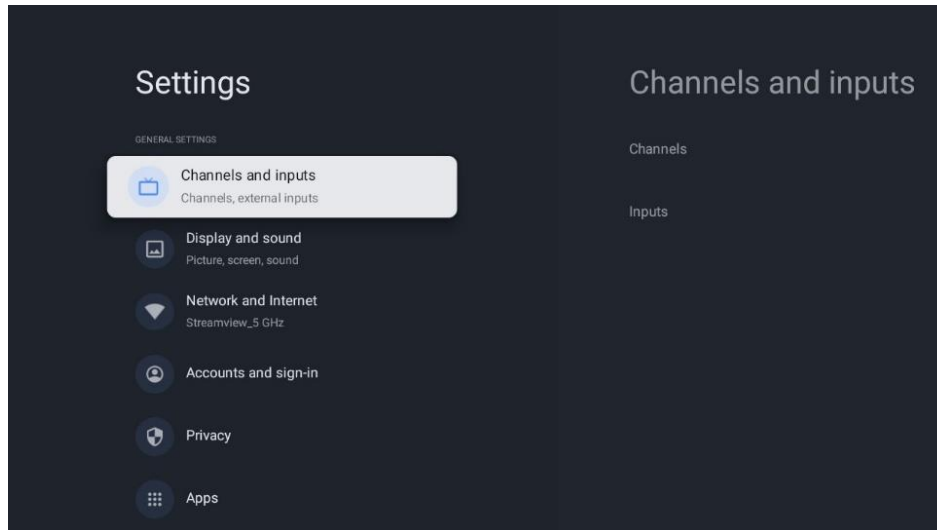 Settings
GENERAL SETTINGS
Channels and inputs
Channels, external inputs
Display and sound
Picture, screen, sound
Network and Internet
Streamview_5 GHz
Accounts and sign-in
Privacy
Apps
Channels and inputs
Channels
Inputs